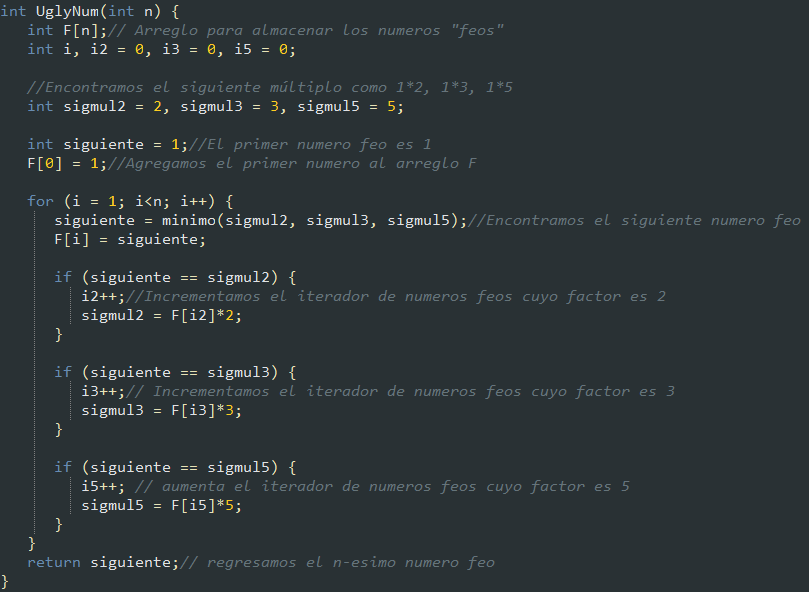 int UglyNum(int n) {
int F[n];// Arreglo para almacenar los numeros "feos"
int i, i2 = 0, i3 = 0, i5 = 0;
//Encontramos el siguiente múltiplo como 1*2, 1*3, 1*5
int sigmul2 = 2, sigmul3 = 3, sigmul5 = 5;
int siguiente = 1;//El primer numero feo es 1
F[0] = 1;//Agregamos el primer numero al arreglo F
for (i = 1; i<n; i++) {
siguiente = minimo(sigmul2, sigmul3, sigmul5);//Encontramos el siguiente numero feo
F[i] = siguiente;
if (siguiente == sigmul2) {
i2++;//Incrementamos el iterador de numeros feos cuyo factor es 2
sigmul2 = F[i2]*2;
}
if (siguiente == sigmul3) {
i3++;// Incrementamos el iterador de numeros feos cuyo factor es 3
sigmul3 = F[i3]*3;
}
if (siguiente == sigmul5) {
i5++; // aumenta el iterador de numeros feos cuyo factor es 5
sigmul5 = F[i5]*5;
}
}
return siguiente;// regresamos el n-esimo numero feo
}